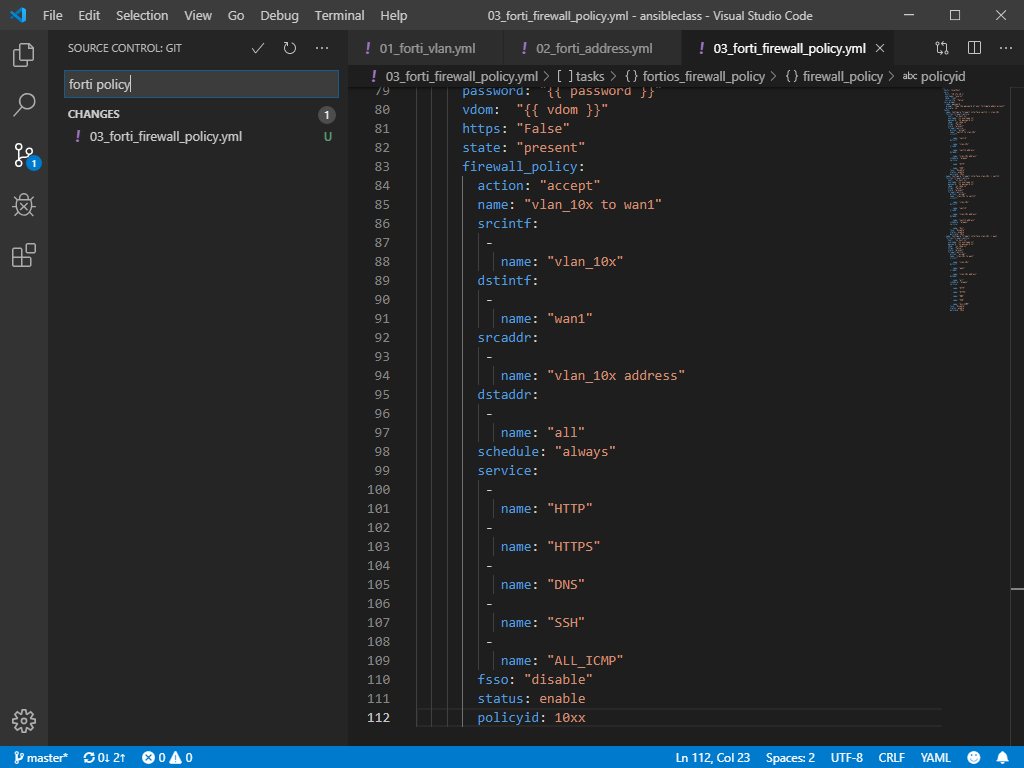 File Edit Selection View Go Debug Terminal Help 03_forti_firewall_policy.yml - ansibleclass - Visual Studio Code
SOURCE CONTROL: GIT
forti policy
CHANGES 1
! 03_forti_firewall_policy.yml U
1
! 01_forti_vlan.yml ! 02_forti_address.yml ! 03_forti_firewall_policy.yml
! 03_forti_firewall_policy.yml > [ ] tasks > {} fortios_firewall_policy > {} firewall_policy > abc policyid
79 password: "{{ password }}"
80 vdom:  "{{ vdom }}"
81 https: "False"
82 state: "present"
83 firewall_policy:
84 action: "accept"
85 name: "vlan_10x to wan1"
86 srcintf:
87 -
88 name: "vlan_10x"
89 dstintf:
90 -
91 name: "wan1"
92 srcaddr:
93 -
94 name: "vlan_10x address"
95 dstaddr:
96 -
97 name: "all"
98 schedule: "always"
99 service:
100 -
101 name: "HTTP"
102 -
103 name: "HTTPS"
104 -
105 name: "DNS"
106 -
107 name: "SSH"
108 -
109 name: "ALL_ICMP"
110 fsso: "disable"
111 status: enable
112 policyid: 10xx
master* 0↓ 2↑ 0 0 Ln 112, Col 23 Spaces: 2 UTF-8 CRLF YAML